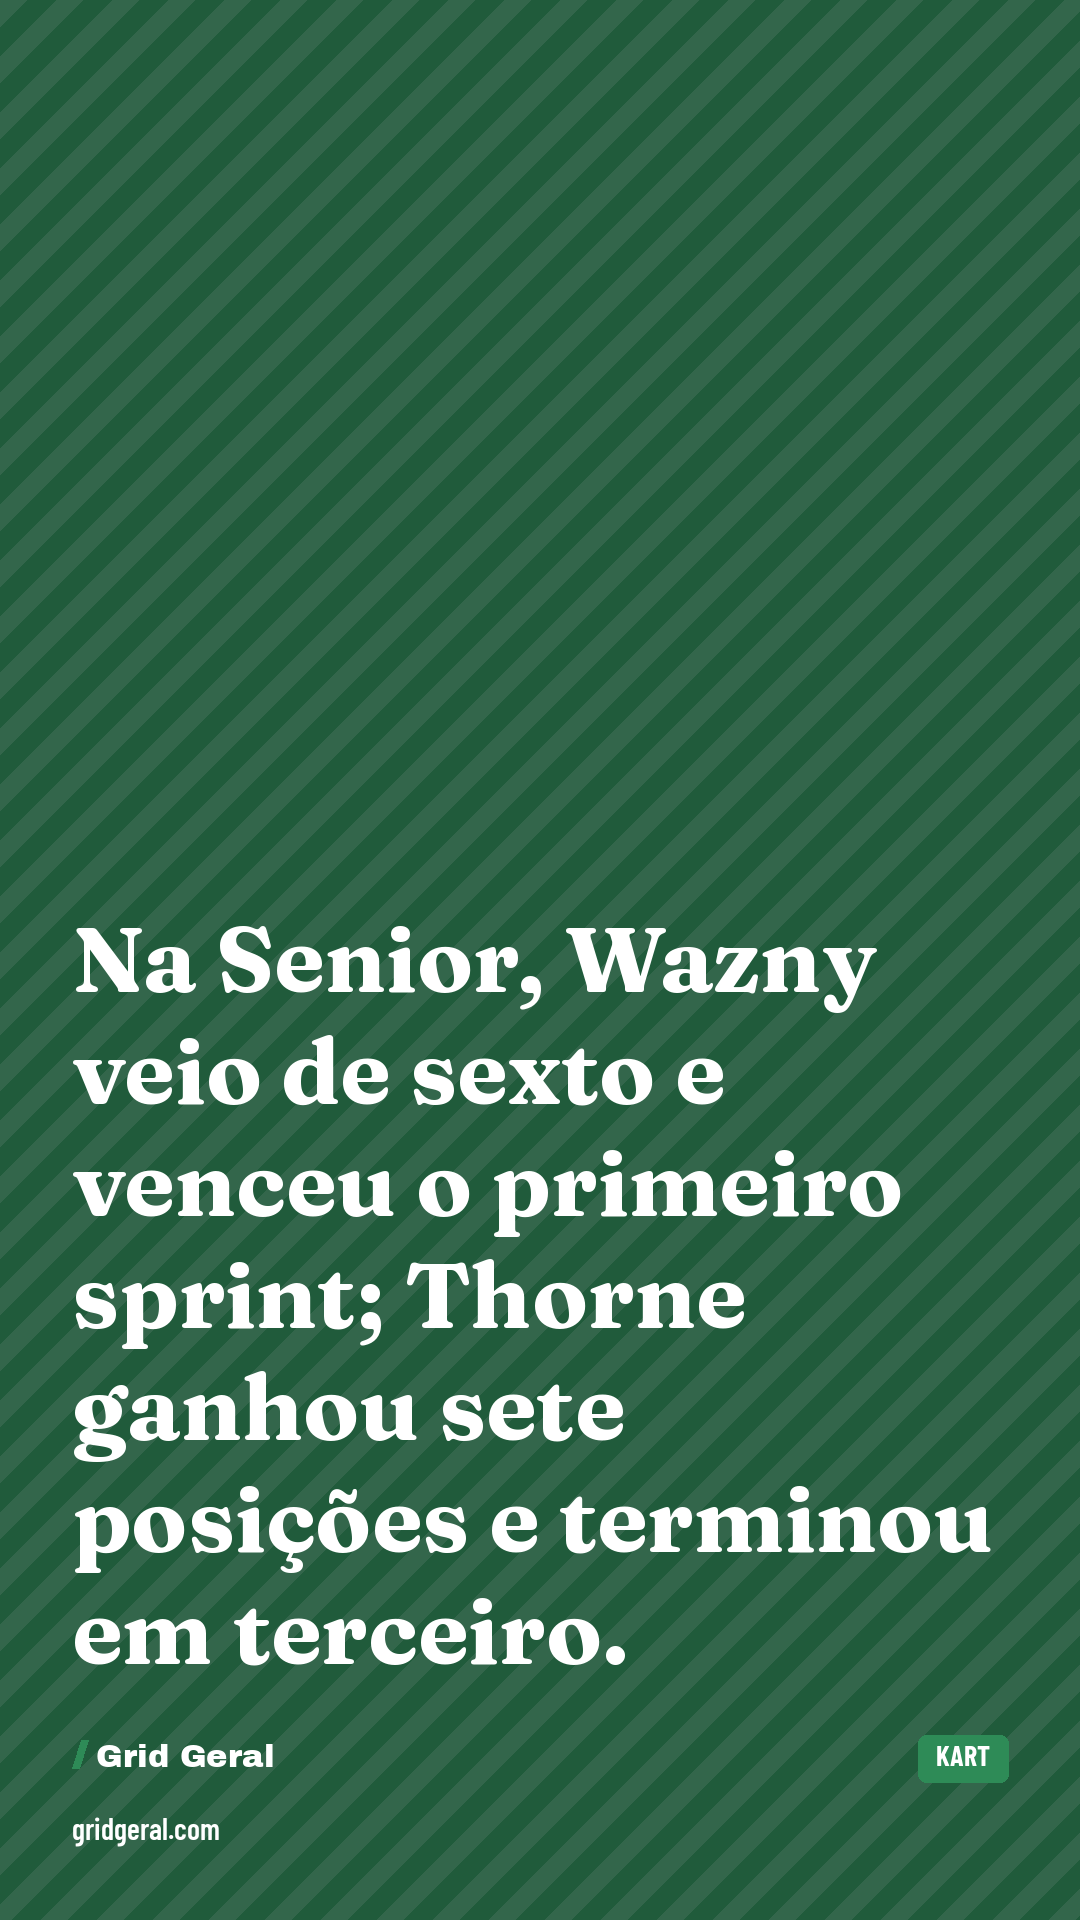 Na Senior, Wazny
veio de sexto e
venceu o primeiro
sprint; Thorne
ganhou sete
posições e terminou
em terceiro.
/ Grid Geral
KART
gridgeral.com